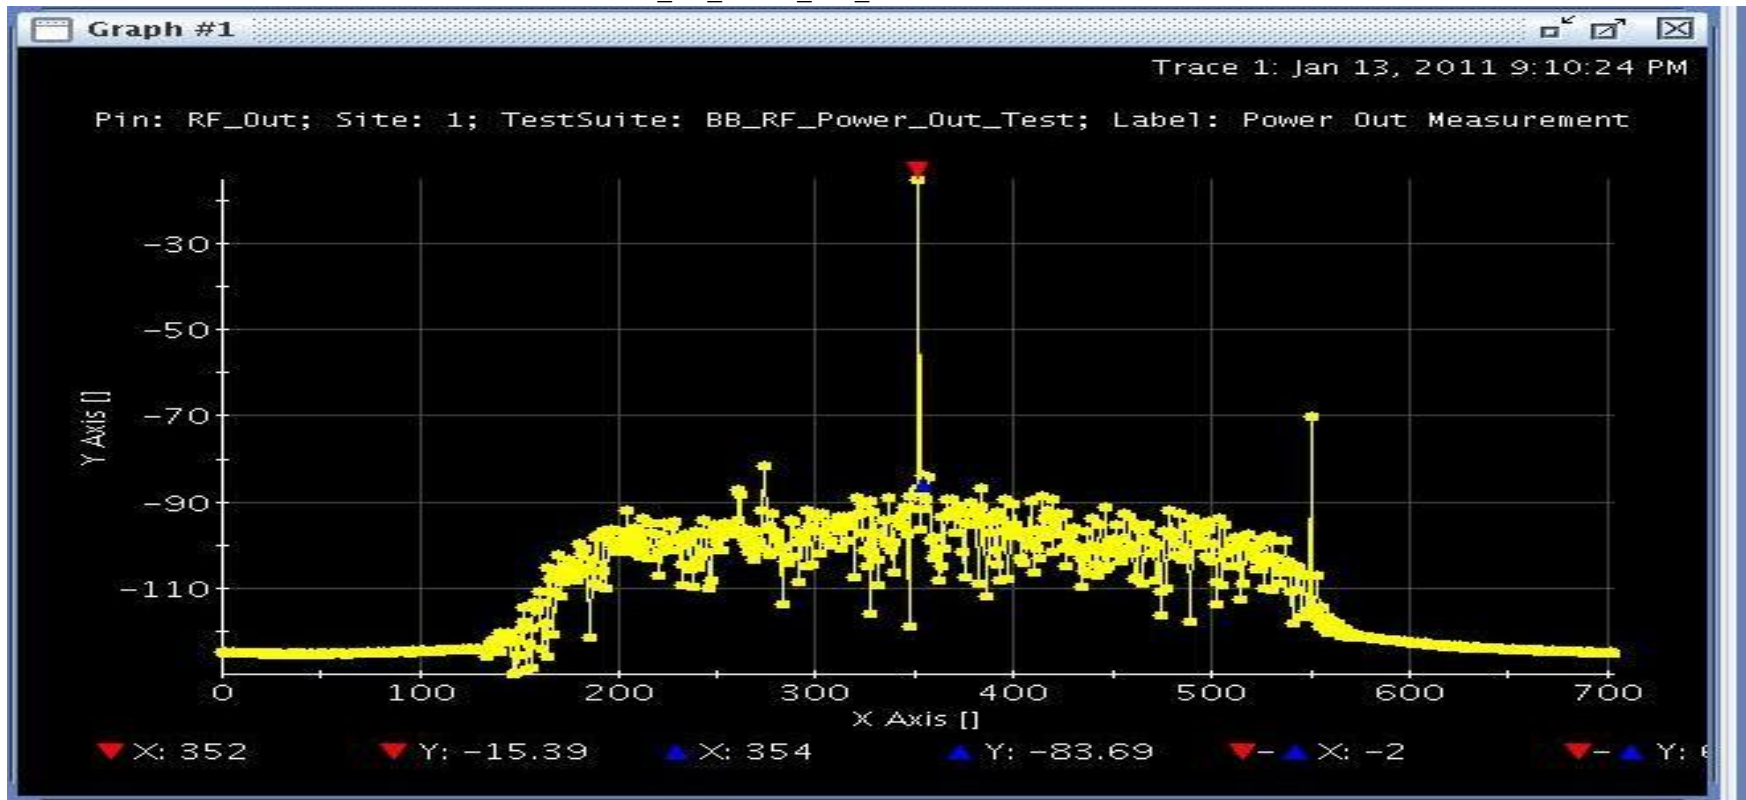 Graph #1
Trace 1: Jan 13, 2011 9:10:24 PM
Pin: RF_Out; Site: 1; TestSuite: BB_RF_Power_Out_Test; Label: Power Out Measurement
-30
-50
-70
-90
-110
Y Axis []
0 100 200 300 400 500 600 700
X Axis []
X: 352 Y: -15.39 X: 354 Y: -83.69 - X: -2 - Y: